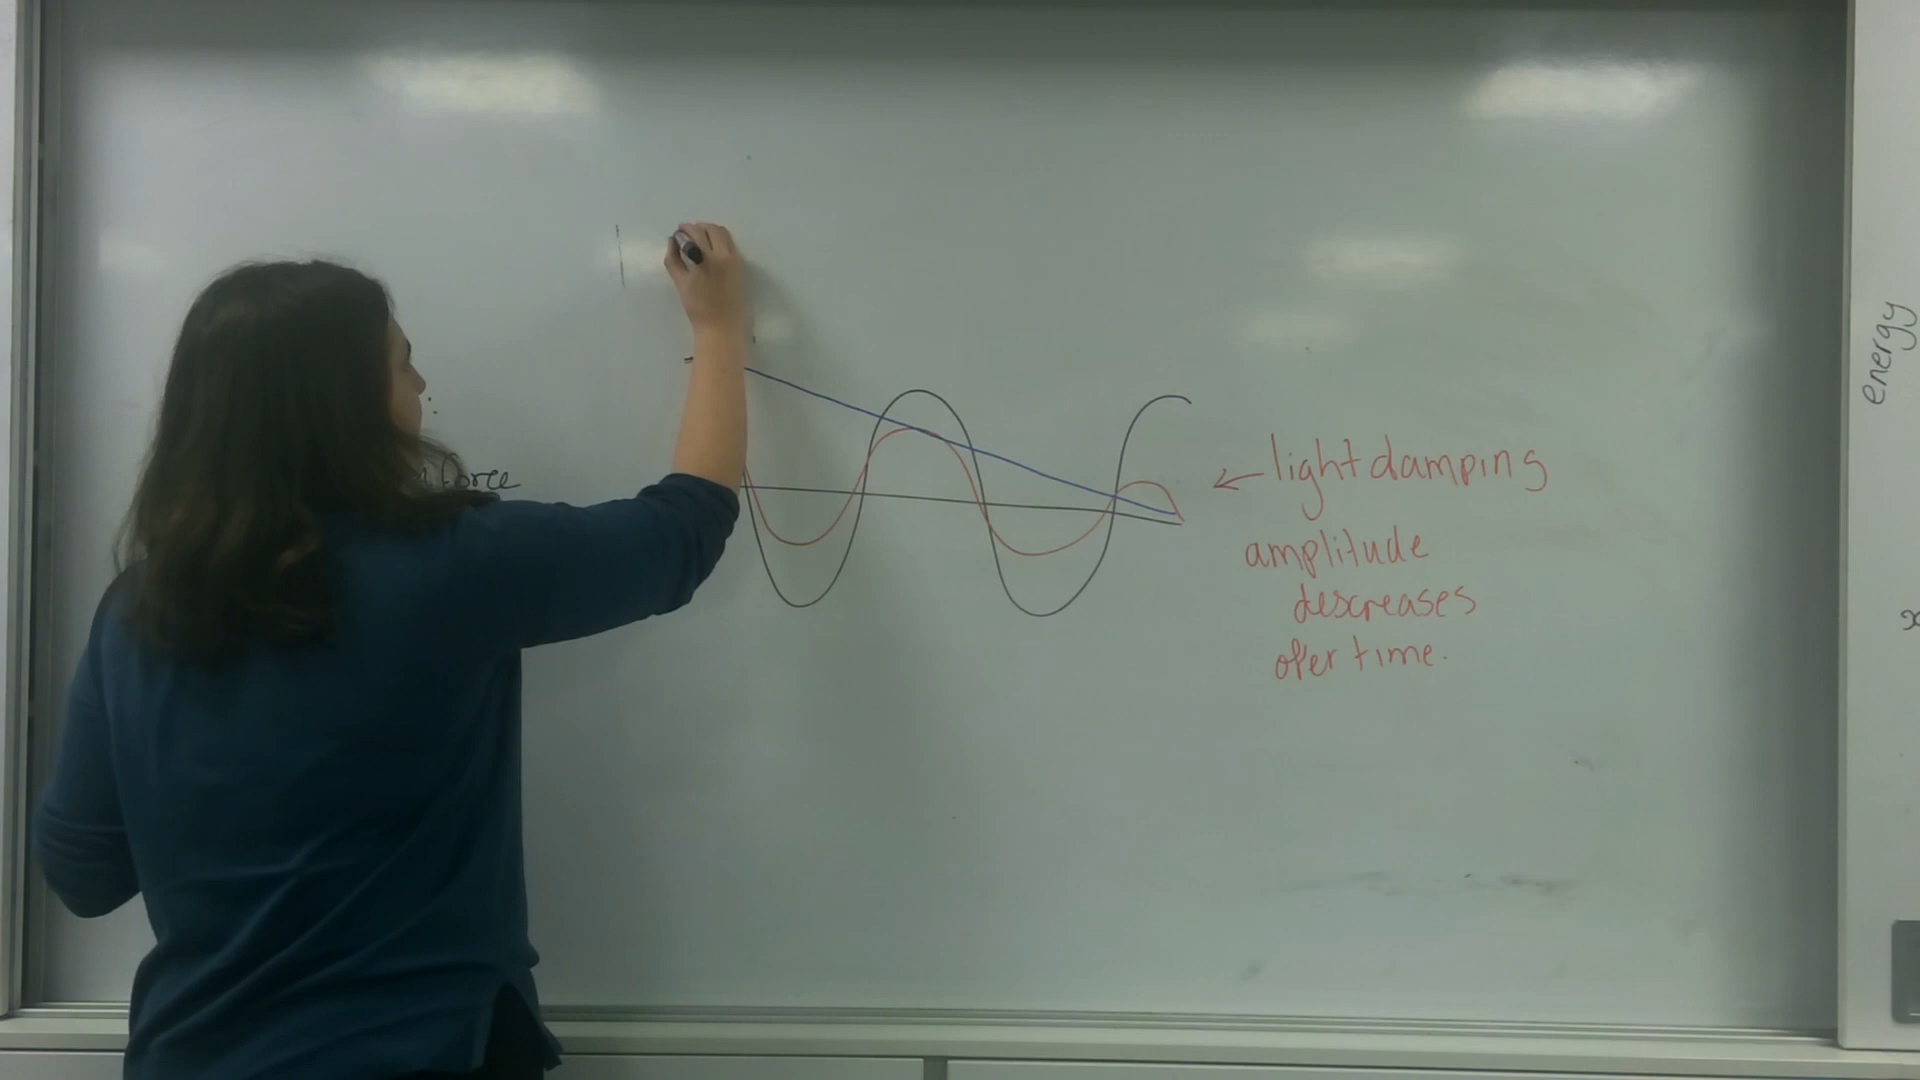 force
light damping
amplitude
descreases
over time.
energy
x